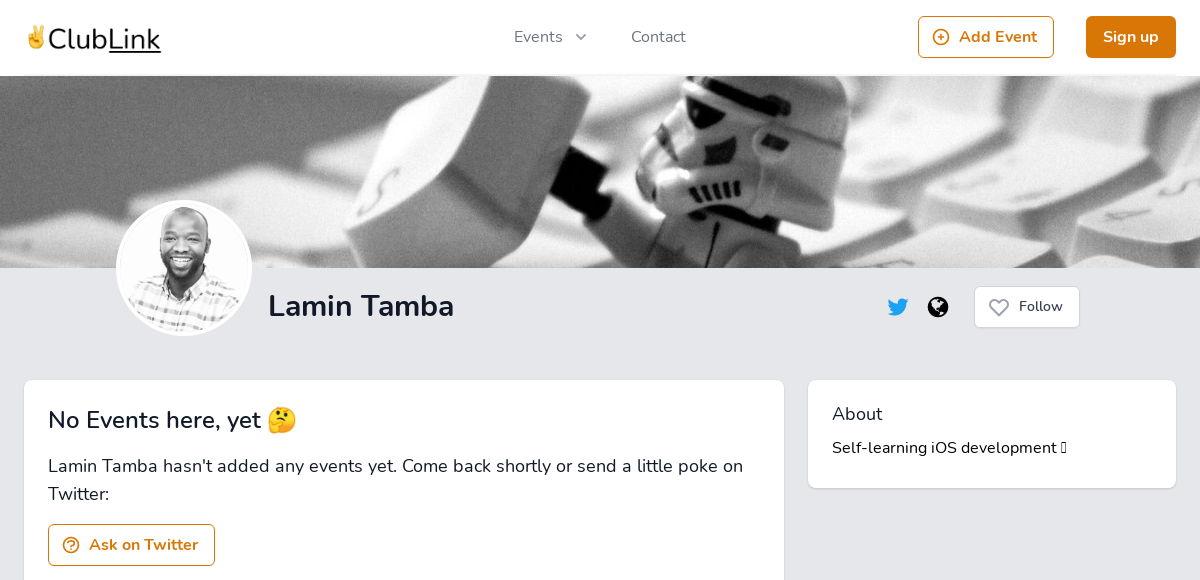 ✌️ClubLink
Events
Contact
Add Event
Sign up
Lamin Tamba
Follow
No Events here, yet 🤔
Lamin Tamba hasn't added any events yet. Come back shortly or send a little poke on
Twitter:
Ask on Twitter
About
Self-learning iOS development